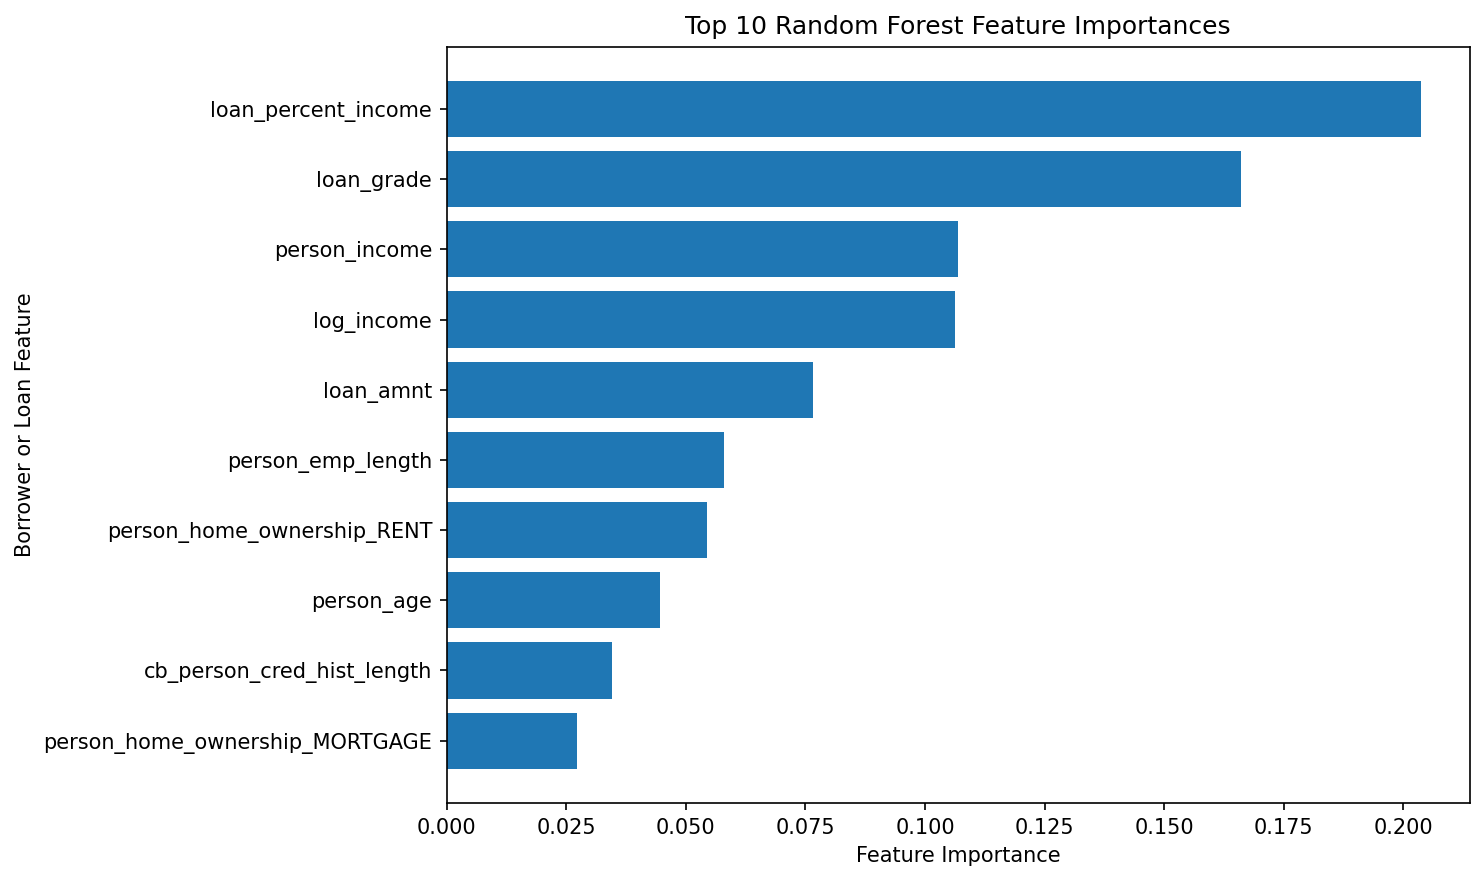 Top 10 Random Forest Feature Importances
Borrower or Loan Feature
loan_percent_income
loan_grade
person_income
log_income
loan_amnt
person_emp_length
person_home_ownership_RENT
person_age
cb_person_cred_hist_length
person_home_ownership_MORTGAGE
0.000 0.025 0.050 0.075 0.100 0.125 0.150 0.175 0.200
Feature Importance